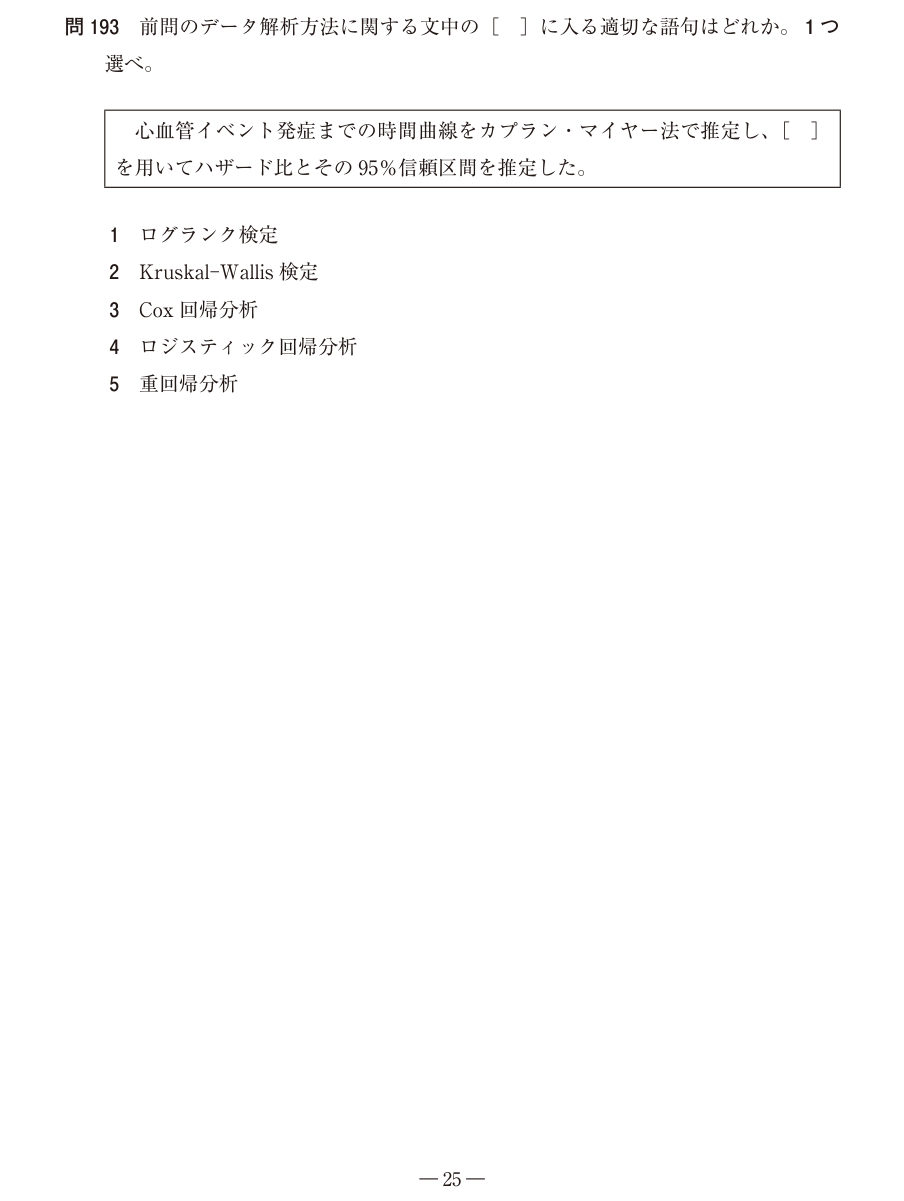 問 193　前問のデータ解析方法に関する文中の［　］に入る適切な語句はどれか。1 つ
選べ。
心血管イベント発症までの時間曲線をカプラン・マイヤー法で推定し、［　］
を用いてハザード比とその 95％信頼区間を推定した。
1　ログランク検定
2　Kruskal-Wallis 検定
3　Cox 回帰分析
4　ロジスティック回帰分析
5　重回帰分析
— 25 —